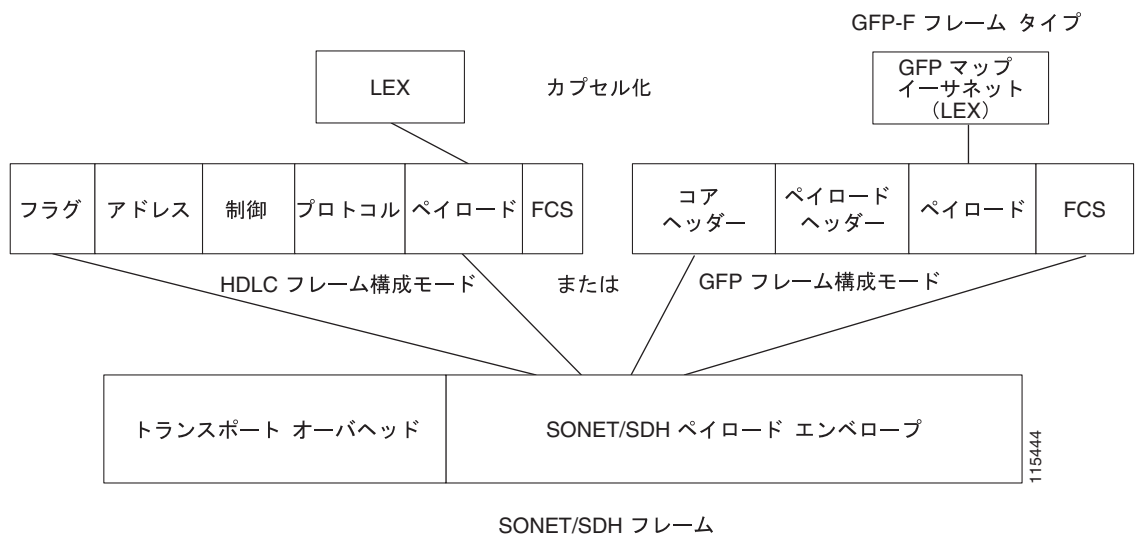 GFP-F フレーム タイプ
LEX
カプセル化
GFP マップ
イーサネット
（LEX）
フラグ
アドレス
制御
プロトコル
ペイロード
FCS
コア
ヘッダー
ペイロード
ヘッダー
ペイロード
FCS
HDLC フレーム構成モード
または
GFP フレーム構成モード
トランスポート オーバヘッド
SONET/SDH ペイロード エンベロープ
115444
SONET/SDH フレーム